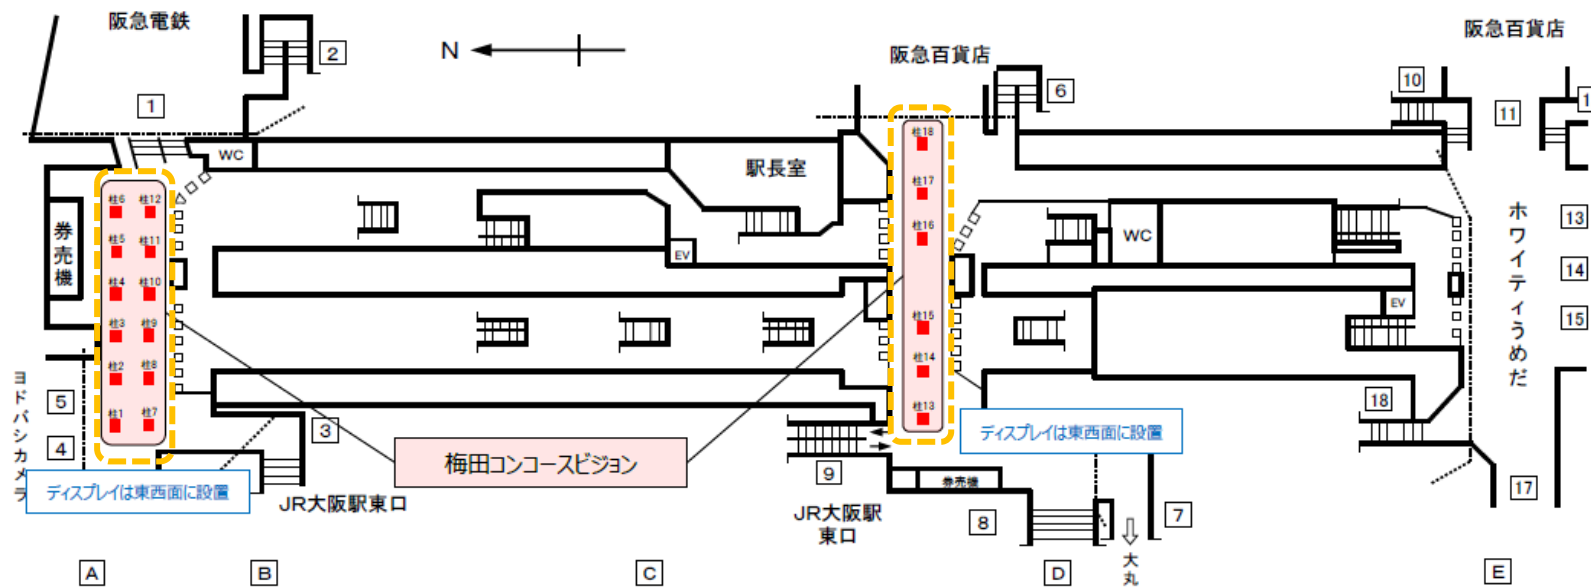 阪急電鉄
2
N
阪急百貨店
阪急百貨店
10
11
1
1
6
WC
駅長室
柱18
柱17
柱16
柱6
柱12
柱5
柱11
柱4
柱10
柱3
柱9
柱2
柱8
柱1
柱7
券売機
EV
WC
EV
柱15
柱14
柱13
ホワイティうめだ
13
14
15
ヨドバシカメラ
5
4
3
18
17
ディスプレイは東西面に設置
ディスプレイは東西面に設置
梅田コンコースビジョン
JR大阪駅東口
9
券売機
JR大阪駅
東口
8
7
大丸
A
B
C
D
E